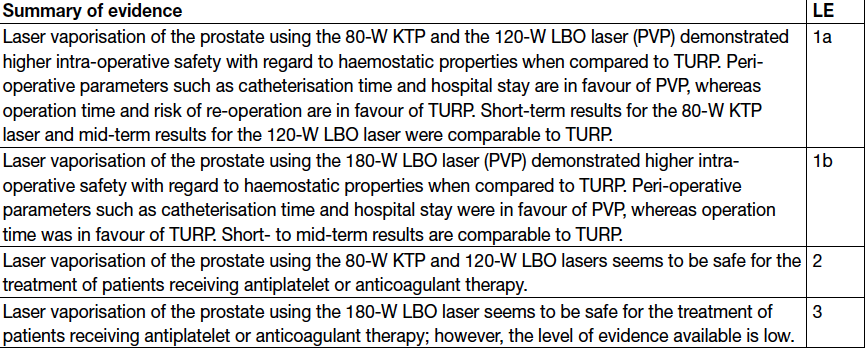 Summary of evidence LE
Laser vaporisation of the prostate using the 80-W KTP and the 120-W LBO laser (PVP) demonstrated 1a
higher intra-operative safety with regard to haemostatic properties when compared to TURP. Peri-
operative parameters such as catheterisation time and hospital stay are in favour of PVP, whereas
operation time and risk of re-operation are in favour of TURP. Short-term results for the 80-W KTP
laser and mid-term results for the 120-W LBO laser were comparable to TURP.
Laser vaporisation of the prostate using the 180-W LBO laser (PVP) demonstrated higher intra- 1b
operative safety with regard to haemostatic properties when compared to TURP. Peri-operative
parameters such as catheterisation time and hospital stay were in favour of PVP, whereas operation
time was in favour of TURP. Short- to mid-term results are comparable to TURP.
Laser vaporisation of the prostate using the 80-W KTP and 120-W LBO lasers seems to be safe for the 2
treatment of patients receiving antiplatelet or anticoagulant therapy.
Laser vaporisation of the prostate using the 180-W LBO laser seems to be safe for the treatment of 3
patients receiving antiplatelet or anticoagulant therapy; however, the level of evidence available is low.